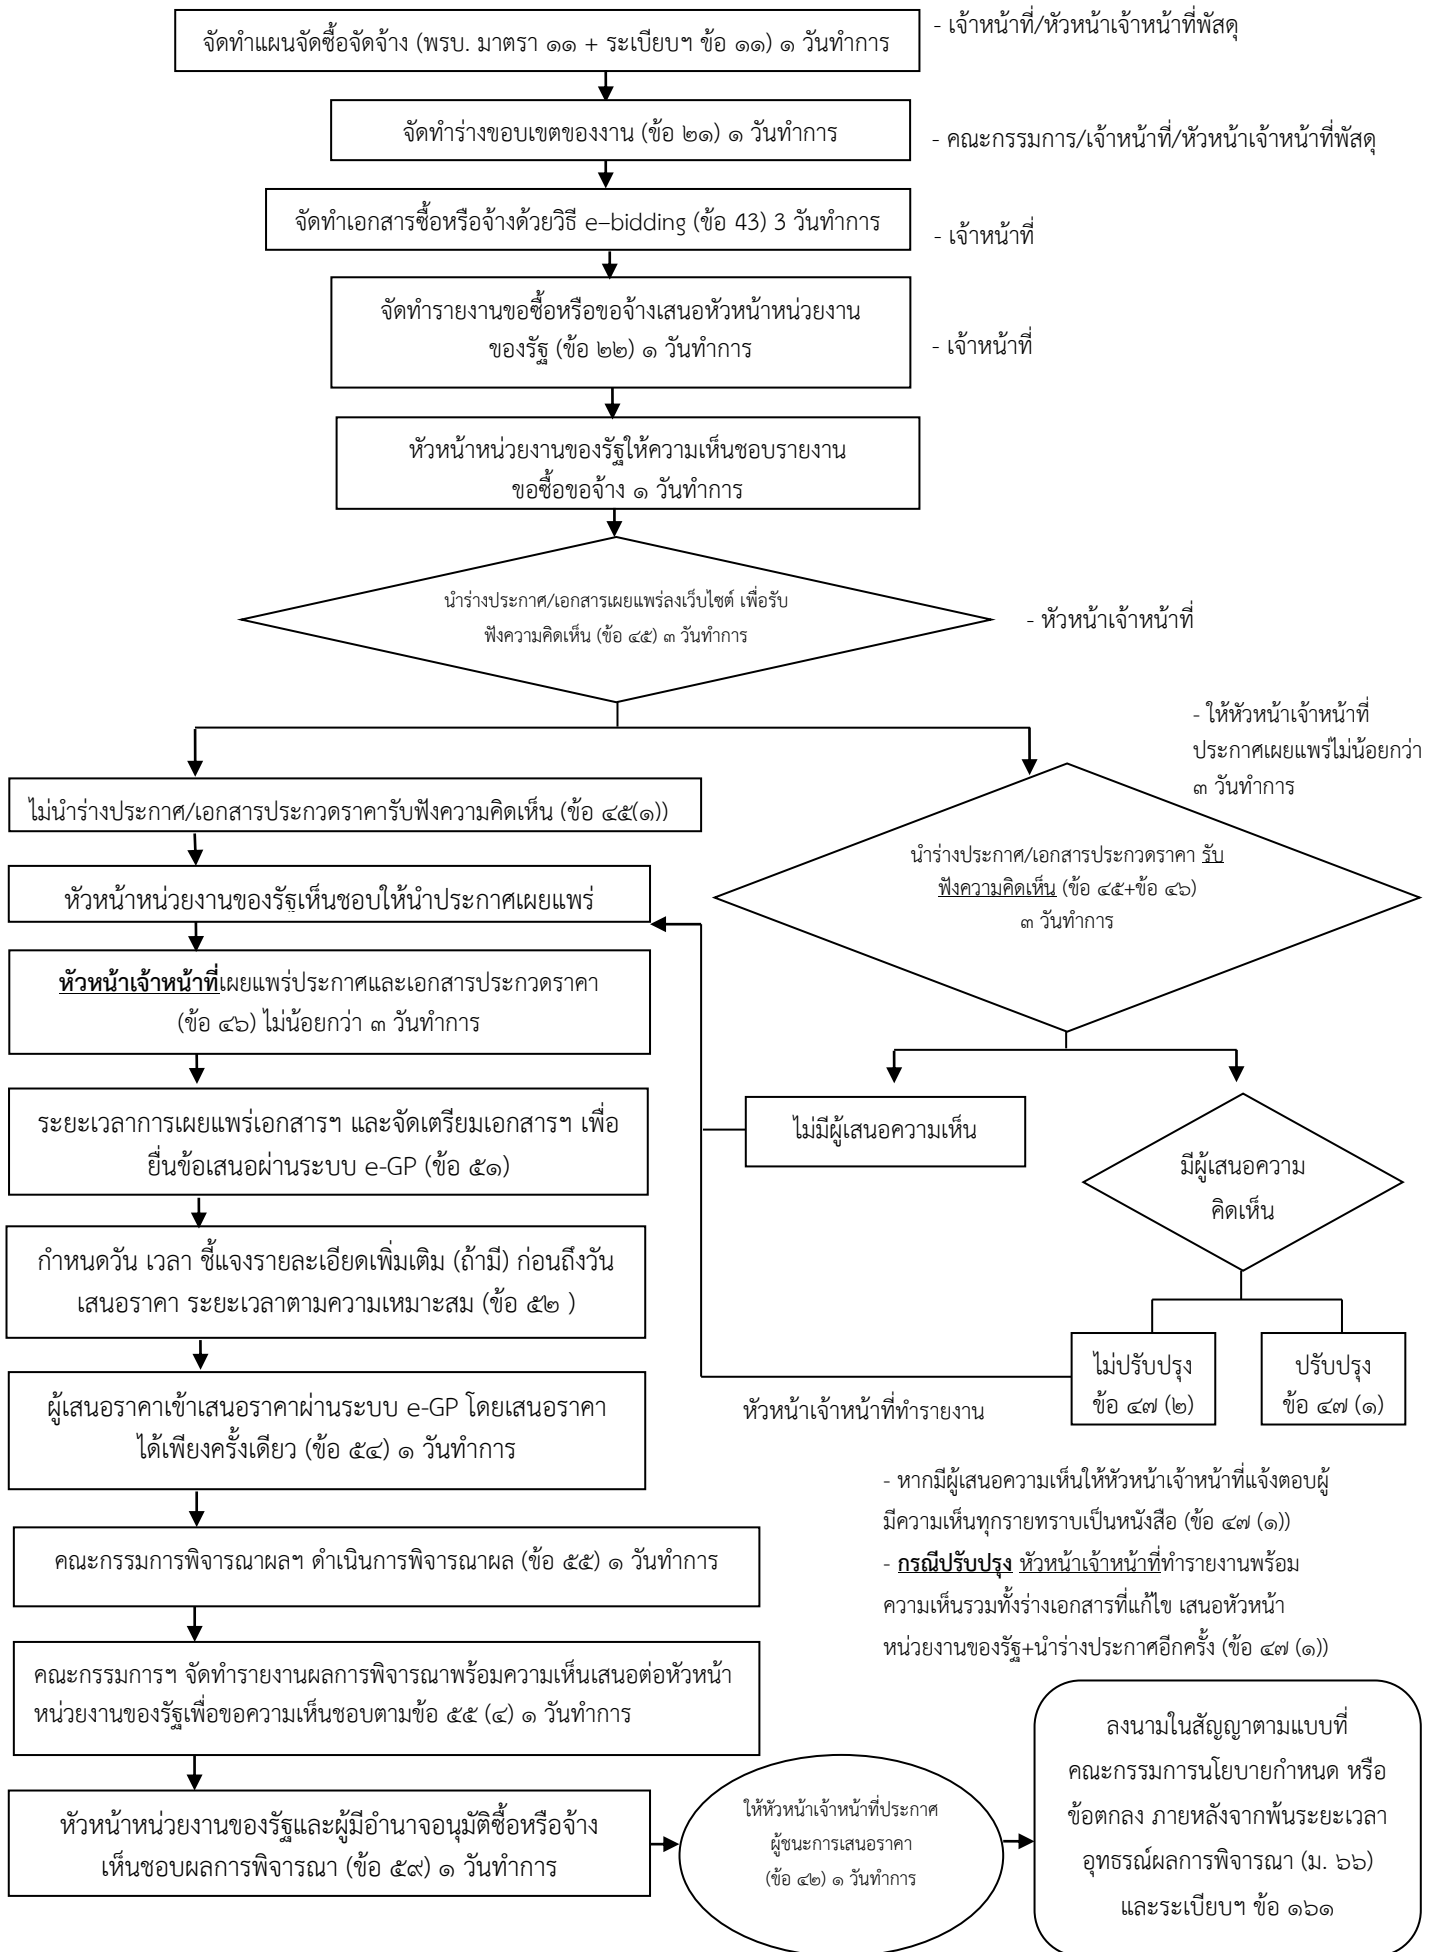 จัดทำแผนจัดซื้อจัดจ้าง (พรบ. มาตรา ๑๑ + ระเบียบฯ ข้อ ๑๑) ๑ วันทำการ
- เจ้าหน้าที่/หัวหน้าเจ้าหน้าที่พัสดุ
จัดทำร่างขอบเขตของงาน (ข้อ ๒๑) ๑ วันทำการ
- คณะกรรมการ/เจ้าหน้าที่/หัวหน้าเจ้าหน้าที่พัสดุ
จัดทำเอกสารซื้อหรือจ้างด้วยวิธี e–bidding (ข้อ 43) 3 วันทำการ
- เจ้าหน้าที่
จัดทำรายงานขอซื้อหรือขอจ้างเสนอหัวหน้าหน่วยงาน
ของรัฐ (ข้อ ๒๒) ๑ วันทำการ
- เจ้าหน้าที่
หัวหน้าหน่วยงานของรัฐให้ความเห็นชอบรายงาน
ขอซื้อขอจ้าง ๑ วันทำการ
นำร่างประกาศ/เอกสารเผยแพร่ลงเว็บไซต์ เพื่อรับ
ฟังความคิดเห็น (ข้อ ๔๕) ๓ วันทำการ
- หัวหน้าเจ้าหน้าที่
- ให้หัวหน้าเจ้าหน้าที่
ประกาศเผยแพร่ไม่น้อยกว่า
๓ วันทำการ
ไม่นำร่างประกาศ/เอกสารประกวดราคารับฟังความคิดเห็น (ข้อ ๔๕(๑))
หัวหน้าหน่วยงานของรัฐเห็นชอบให้นำประกาศเผยแพร่
นำร่างประกาศ/เอกสารประกวดราคา รับ
ฟังความคิดเห็น (ข้อ ๔๕+ข้อ ๔๖)
๓ วันทำการ
หัวหน้าเจ้าหน้าที่เผยแพร่ประกาศและเอกสารประกวดราคา
(ข้อ ๔๖) ไม่น้อยกว่า ๓ วันทำการ
ระยะเวลาการเผยแพร่เอกสารฯ และจัดเตรียมเอกสารฯ เพื่อ
ยื่นข้อเสนอผ่านระบบ e-GP (ข้อ ๕๑)
ไม่มีผู้เสนอความเห็น
มีผู้เสนอความ
คิดเห็น
กำหนดวัน เวลา ชี้แจงรายละเอียดเพิ่มเติม (ถ้ามี) ก่อนถึงวัน
เสนอราคา ระยะเวลาตามความเหมาะสม (ข้อ ๕๒ )
ไม่ปรับปรุง
ข้อ ๔๗ (๒)
ปรับปรุง
ข้อ ๔๗ (๑)
ผู้เสนอราคาเข้าเสนอราคาผ่านระบบ e-GP โดยเสนอราคา
ได้เพียงครั้งเดียว (ข้อ ๕๔) ๑ วันทำการ
หัวหน้าเจ้าหน้าที่ทำรายงาน
- หากมีผู้เสนอความเห็นให้หัวหน้าเจ้าหน้าที่แจ้งตอบผู้
มีความเห็นทุกรายทราบเป็นหนังสือ (ข้อ ๔๗ (๑))
- กรณีปรับปรุง หัวหน้าเจ้าหน้าที่ทำรายงานพร้อม
ความเห็นรวมทั้งร่างเอกสารที่แก้ไข เสนอหัวหน้า
หน่วยงานของรัฐ+นำร่างประกาศอีกครั้ง (ข้อ ๔๗ (๑))
คณะกรรมการพิจารณาผลฯ ดำเนินการพิจารณาผล (ข้อ ๕๕) ๑ วันทำการ
คณะกรรมการฯ จัดทำรายงานผลการพิจารณาพร้อมความเห็นเสนอต่อหัวหน้า
หน่วยงานของรัฐเพื่อขอความเห็นชอบตามข้อ ๕๕ (๔) ๑ วันทำการ
หัวหน้าหน่วยงานของรัฐและผู้มีอำนาจอนุมัติซื้อหรือจ้าง
เห็นชอบผลการพิจารณา (ข้อ ๕๙) ๑ วันทำการ
ให้หัวหน้าเจ้าหน้าที่ประกาศ
ผู้ชนะการเสนอราคา
(ข้อ ๔๒) ๑ วันทำการ
ลงนามในสัญญาตามแบบที่
คณะกรรมการนโยบายกำหนด หรือ
ข้อตกลง ภายหลังจากพ้นระยะเวลา
อุทธรณ์ผลการพิจารณา (ม. ๖๖)
และระเบียบฯ ข้อ ๑๖๑